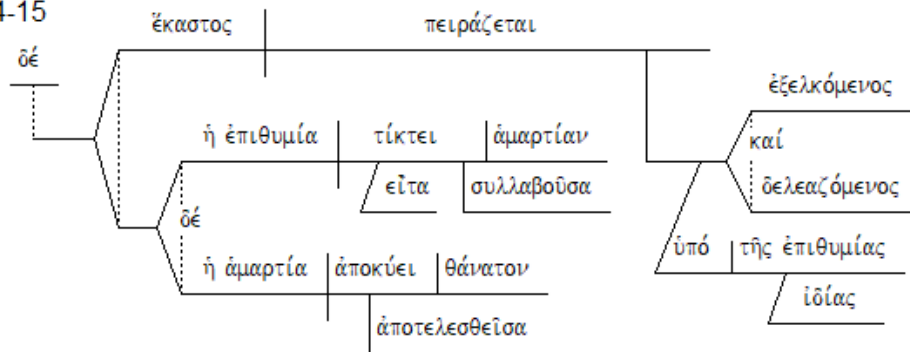 4-15
ἕκαστος πειράζεται
δέ
ἐξελκόμενος
ἡ ἐπιθυμία τίκτει ἁμαρτίαν καί
εἶτα συλλαβοῦσα δελεαζόμενος
δέ
ὑπό τῆς ἐπιθυμίας
ἡ ἁμαρτία ἀποκύει θάνατον
ἰδίας
ἀποτελεσθεῖσα